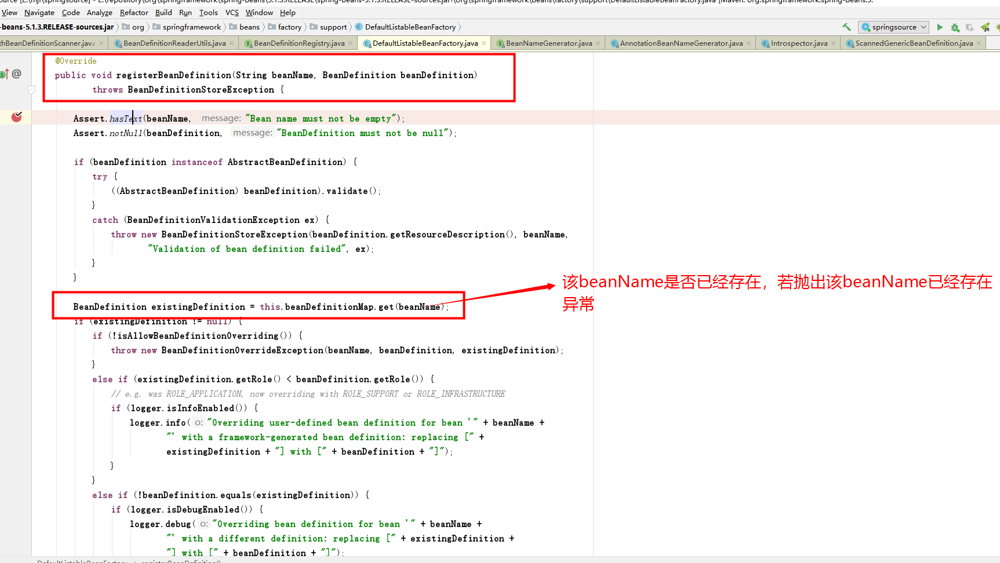 ource [E:\mjr\springsource] - E:\repository\org\springframework\spring-beans\5.1.3.RELEASE\spring-beans-5.1.3.RELEASE-sources.jar!\org\springframework\beans\factory\support\DefaultListableBeanFactory.java [Maven: org.springframework:spring-beans:5.
View Navigate Code Analyze Refactor Build Run Tools VCS Window Help
-beans-5.1.3.RELEASE-sources.jar org springframework beans factory support DefaultListableBeanFactory springsource
thBeanDefinitionScanner.java BeanDefinitionReaderUtils.java BeanDefinitionRegistry.java DefaultListableBeanFactory.java BeanNameGenerator.java AnnotationBeanNameGenerator.java Introspector.java ScannedGenericBeanDefinition.java
@Override
public void registerBeanDefinition(String beanName, BeanDefinition beanDefinition)
throws BeanDefinitionStoreException {
Assert.hasText(beanName, message: "Bean name must not be empty");
Assert.notNull(beanDefinition, message: "BeanDefinition must not be null");
if (beanDefinition instanceof AbstractBeanDefinition) {
try {
((AbstractBeanDefinition) beanDefinition).validate();
}
catch (BeanDefinitionValidationException ex) {
throw new BeanDefinitionStoreException(beanDefinition.getResourceDescription(), beanName,
"Validation of bean definition failed", ex);
}
}
该beanName是否已经存在，若抛出该beanName已经存在
异常
BeanDefinition existingDefinition = this.beanDefinitionMap.get(beanName);
if (existingDefinition != null) {
if (!isAllowBeanDefinitionOverriding()) {
throw new BeanDefinitionOverrideException(beanName, beanDefinition, existingDefinition);
}
else if (existingDefinition.getRole() < beanDefinition.getRole()) {
// e.g. was ROLE_APPLICATION, now overriding with ROLE_SUPPORT or ROLE_INFRASTRUCTURE
if (logger.isInfoEnabled()) {
logger.info( o: "Overriding user-defined bean definition for bean '" + beanName +
"' with a framework-generated bean definition: replacing [" +
existingDefinition + "] with [" + beanDefinition + "]");
}
}
else if (!beanDefinition.equals(existingDefinition)) {
if (logger.isDebugEnabled()) {
logger.debug( o: "Overriding bean definition for bean '" + beanName +
"' with a different definition: replacing [" + existingDefinition +
"] with [" + beanDefinition + "]");
DefaultListableBeanFactory registerBeanDefinition()